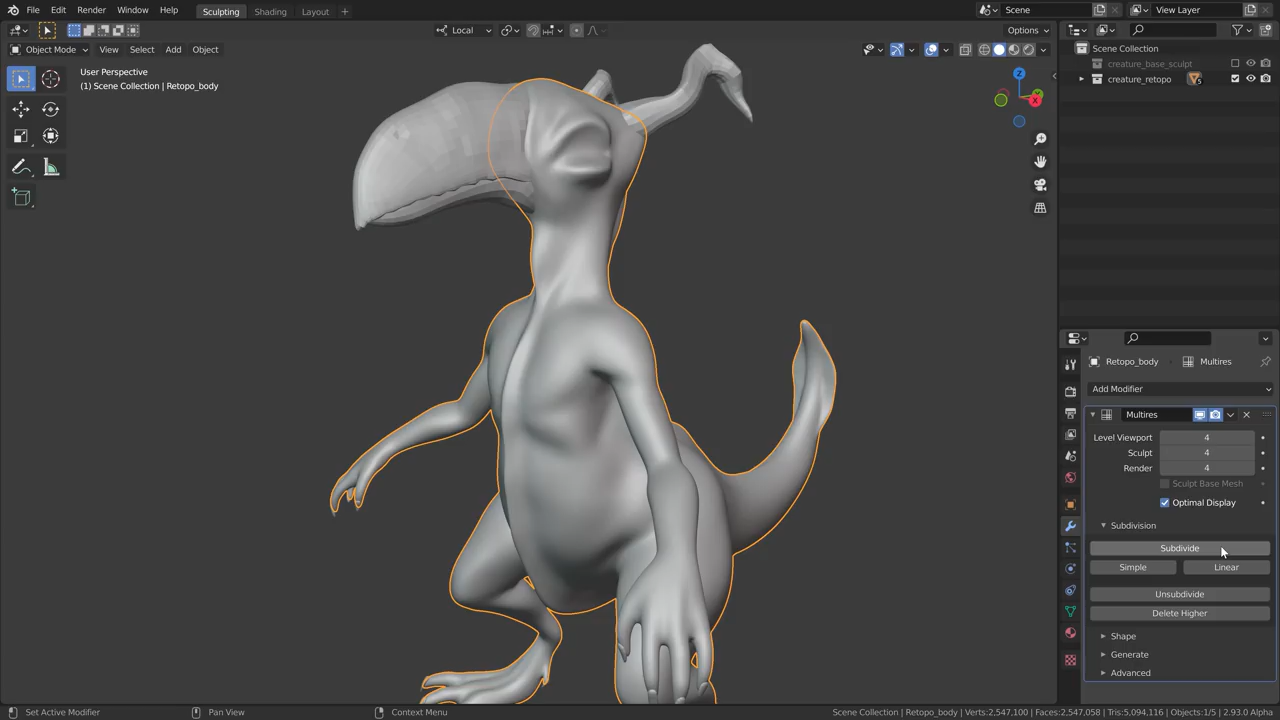 File Edit Render Window Help Sculpting Shading Layout + Scene View Layer
Object Mode View Select Add Object Local Options
User Perspective
(1) Scene Collection | Retopo_body
Z
X
Scene Collection
creature_base_sculpt
creature_retopo 5
Retopo_body Multires
Add Modifier
Multires
Level Viewport 4
Sculpt 4
Render 4
Sculpt Base Mesh
Optimal Display
Subdivision
Subdivide
Simple Linear
Unsubdivide
Delete Higher
Shape
Generate
Advanced
Set Active Modifier Pan View Context Menu Scene Collection | Retopo_body | Verts:2,547,100 | Faces:2,547,058 | Tris:5,094,116 | Objects:1/5 | 2.93.0 Alpha